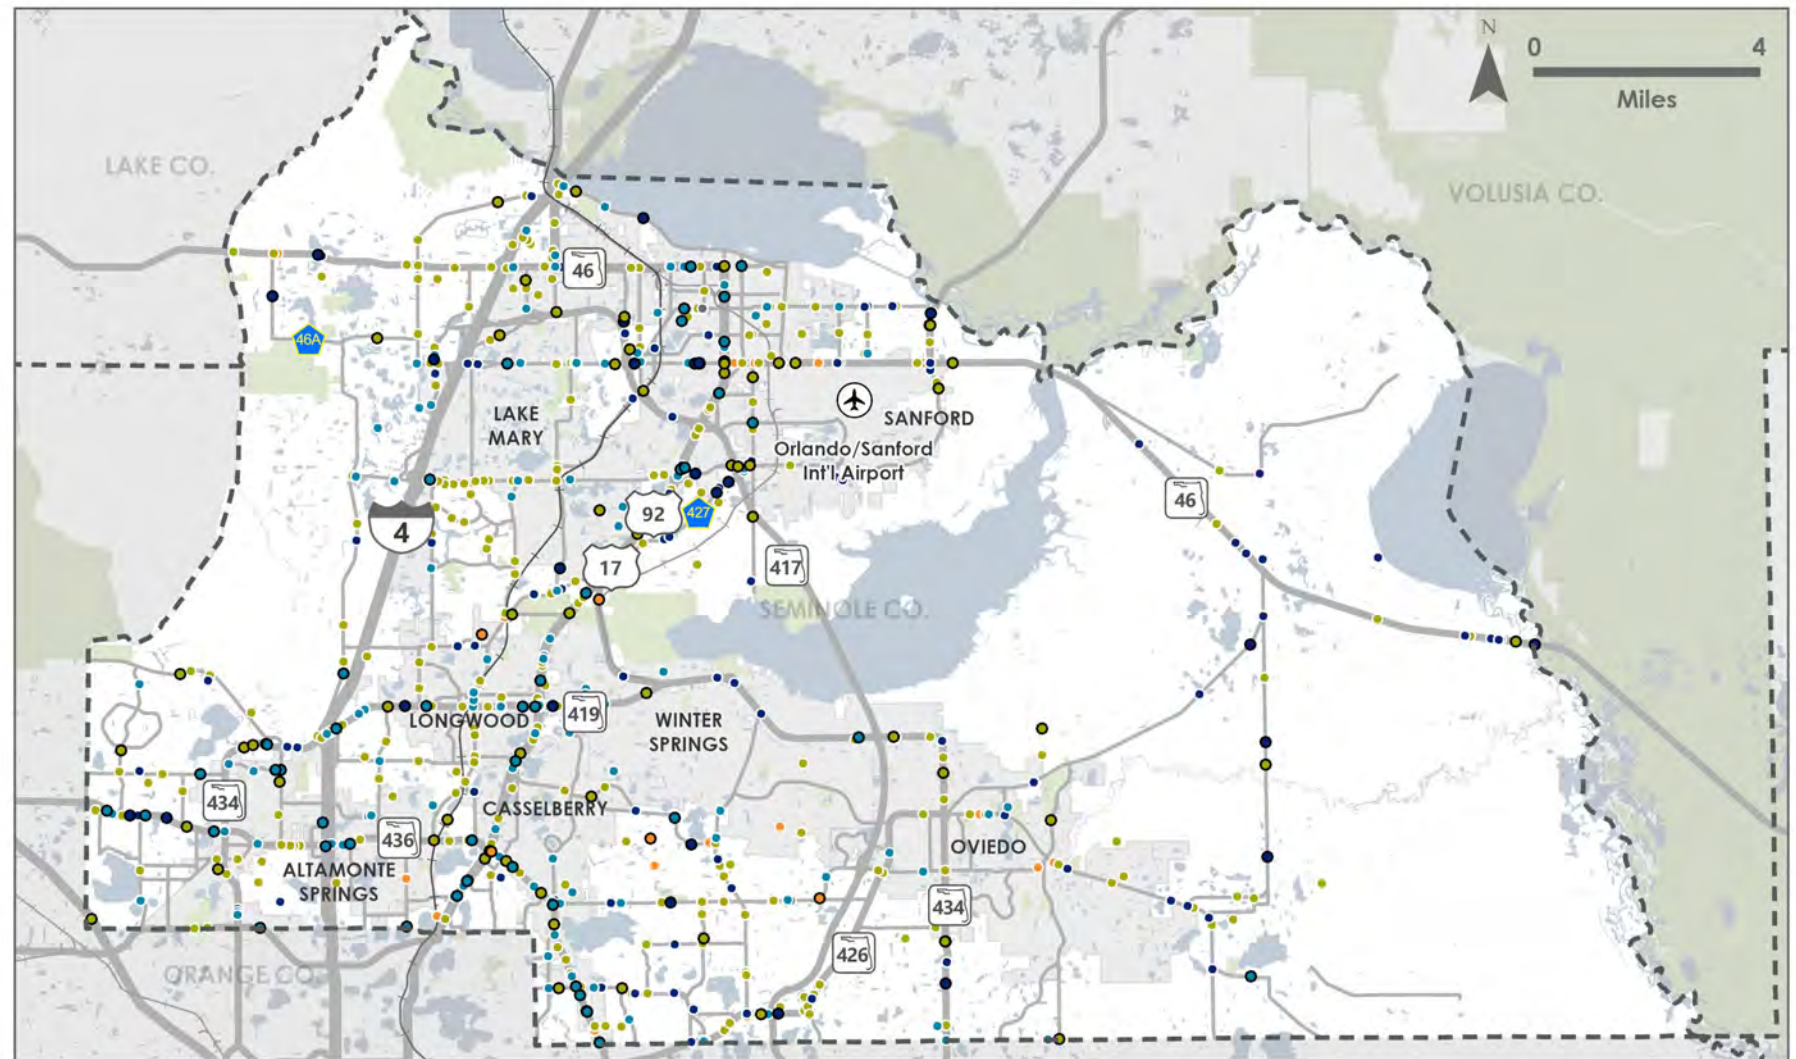 N
0 4
Miles
LAKE CO.
VOLUSIA CO.
46
46A
LAKE
MARY
SANFORD
Orlando/Sanford
Int'l Airport
46
92
427
4
17
417
SEMINOLE CO.
LONGWOOD
419
WINTER
SPRINGS
434
CASSELBERRY
436
OVIEDO
ALTAMONTE
SPRINGS
434
426
ORANGE CO.